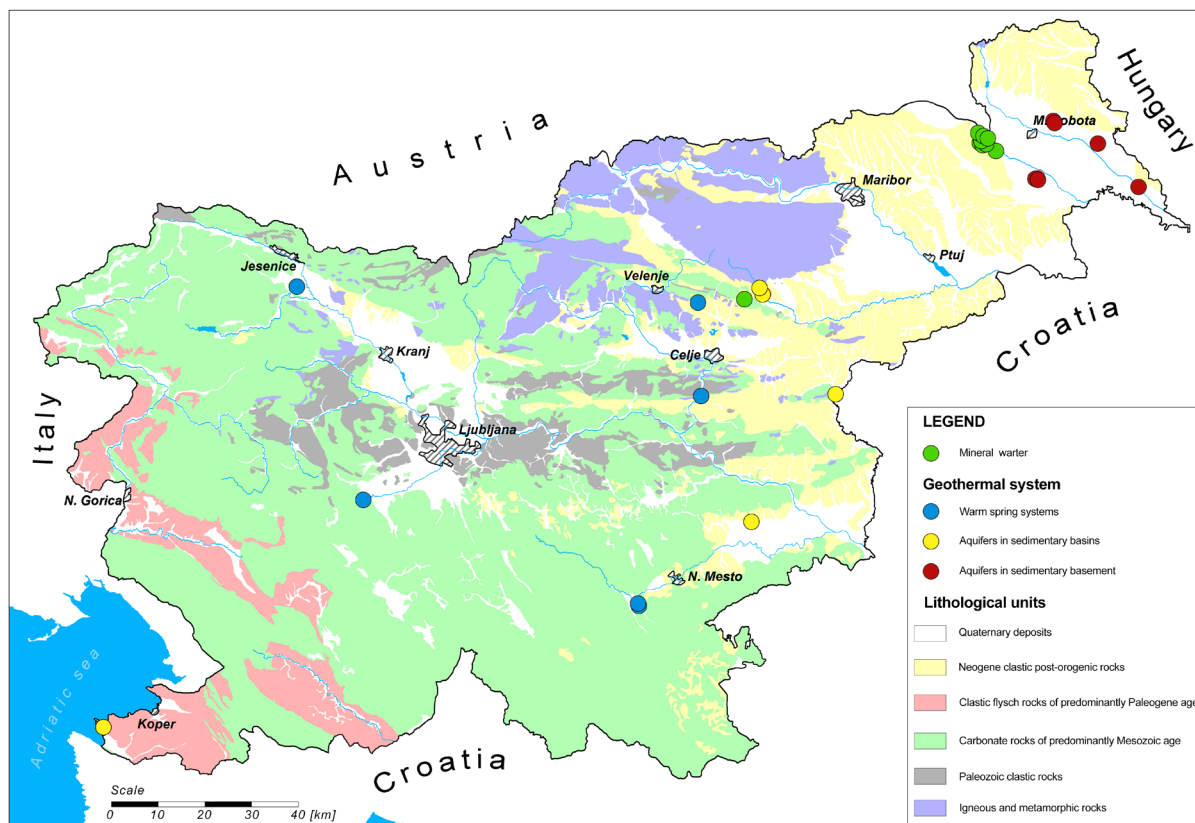 Austria
Hungary
M. Sobota
Maribor
Ptuj
Jesenice
Velenje
Kranj
Celje
Croatia
Italy
Ljubljana
N. Gorica
N. Mesto
Adriatic sea
Koper
Croatia
Scale
0 10 20 30 40 [km]
LEGEND
Mineral warter
Geothermal system
Warm spring systems
Aquifers in sedimentary basins
Aquifers in sedimentary basement
Lithological units
Quaternary deposits
Neogene clastic post-orogenic rocks
Clastic flysch rocks of predominantly Paleogene age
Carbonate rocks of predominantly Mesozoic age
Paleozoic clastic rocks
Igneous and metamorphic rocks